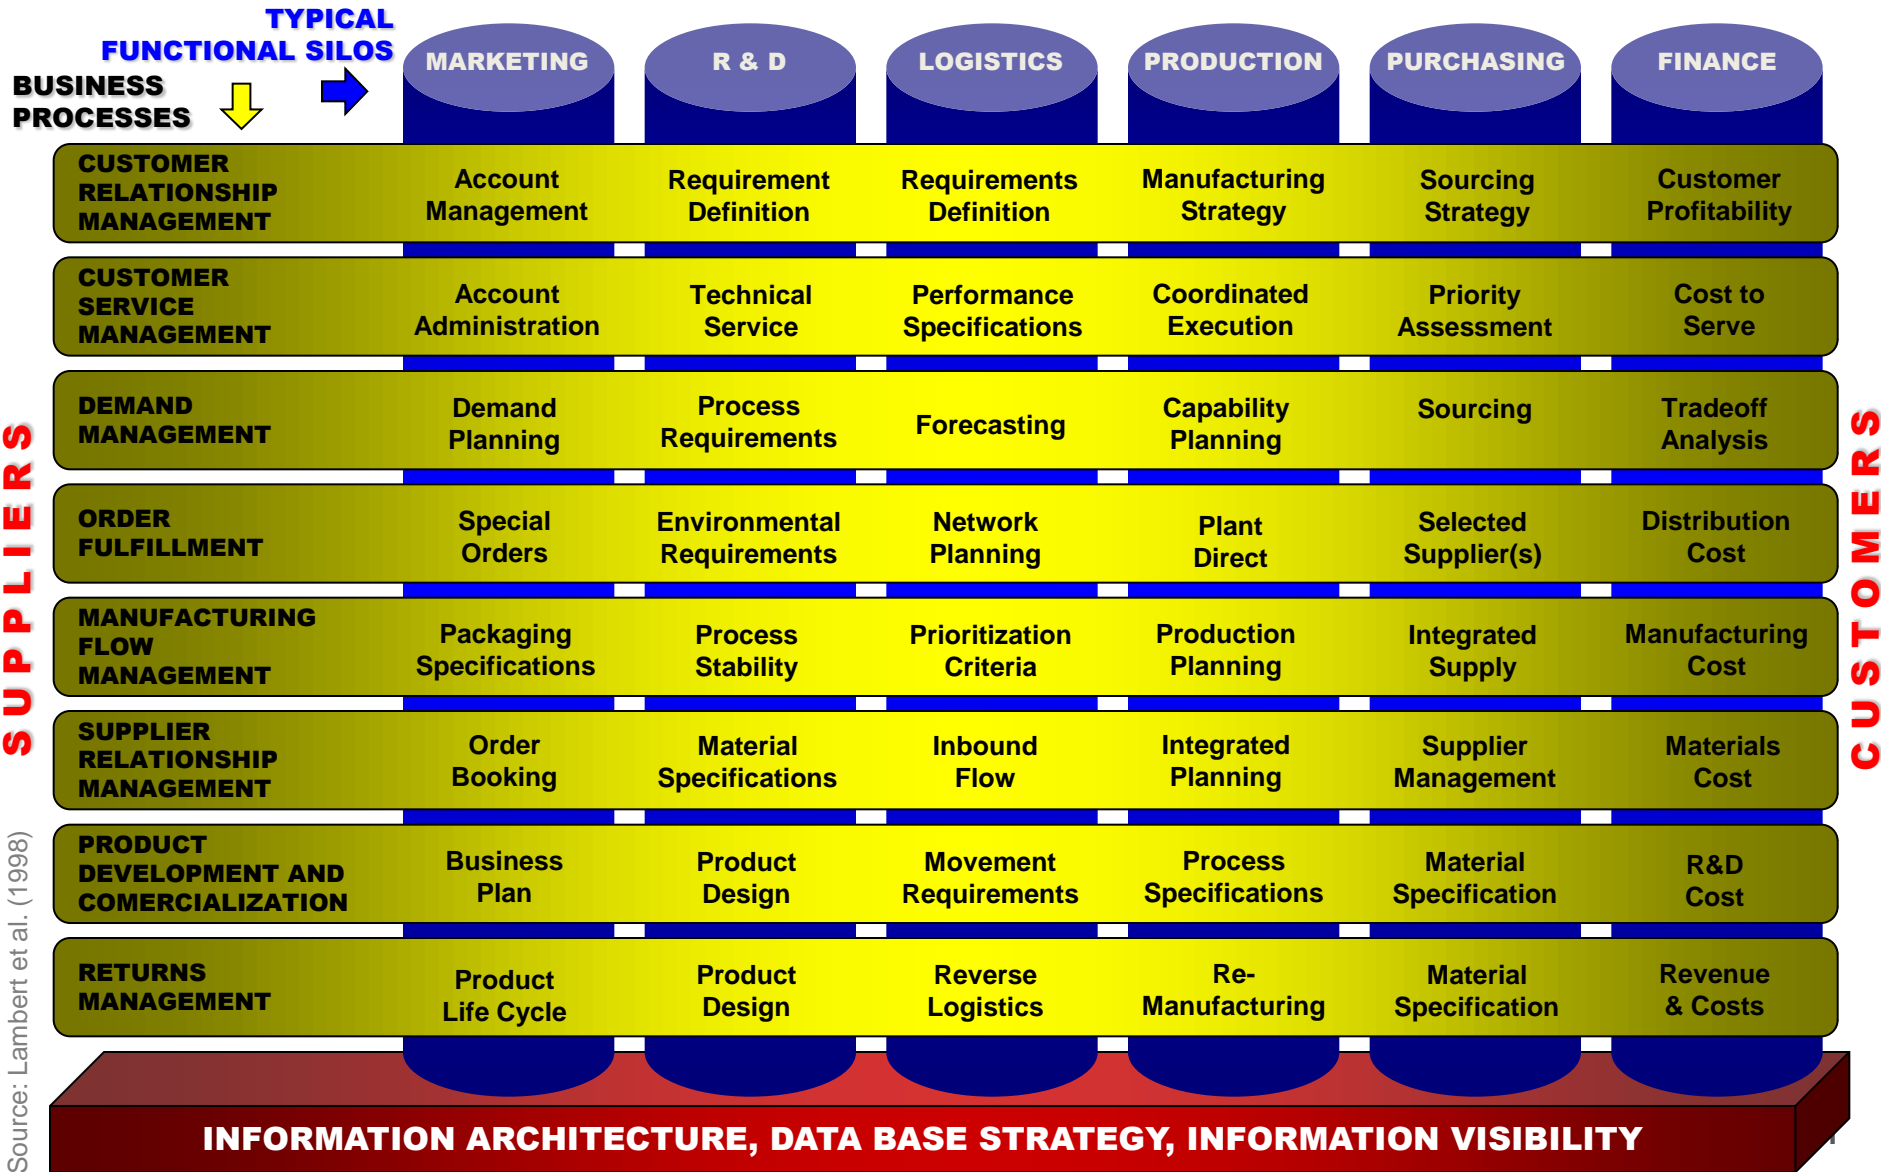 TYPICAL
FUNCTIONAL SILOS
BUSINESS
PROCESSES
MARKETING
R & D
LOGISTICS
PRODUCTION
PURCHASING
FINANCE
CUSTOMER
RELATIONSHIP
MANAGEMENT
Account
Management
Requirement
Definition
Requirements
Definition
Manufacturing
Strategy
Sourcing
Strategy
Customer
Profitability
CUSTOMER
SERVICE
MANAGEMENT
Account
Administration
Technical
Service
Performance
Specifications
Coordinated
Execution
Priority
Assessment
Cost to
Serve
DEMAND
MANAGEMENT
Demand
Planning
Process
Requirements
Forecasting
Capability
Planning
Sourcing
Tradeoff
Analysis
ORDER
FULFILLMENT
Special
Orders
Environmental
Requirements
Network
Planning
Plant
Direct
Selected
Supplier(s)
Distribution
Cost
MANUFACTURING
FLOW
MANAGEMENT
Packaging
Specifications
Process
Stability
Prioritization
Criteria
Production
Planning
Integrated
Supply
Manufacturing
Cost
SUPPLIER
RELATIONSHIP
MANAGEMENT
Order
Booking
Material
Specifications
Inbound
Flow
Integrated
Planning
Supplier
Management
Materials
Cost
PRODUCT
DEVELOPMENT AND
COMERCIALIZATION
Business
Plan
Product
Design
Movement
Requirements
Process
Specifications
Material
Specification
R&D
Cost
RETURNS
MANAGEMENT
Product
Life Cycle
Product
Design
Reverse
Logistics
Re-
Manufacturing
Material
Specification
Revenue
& Costs
SUPPLIERS
CUSTOMERS
INFORMATION ARCHITECTURE, DATA BASE STRATEGY, INFORMATION VISIBILITY
Source: Lambert et al. (1998)